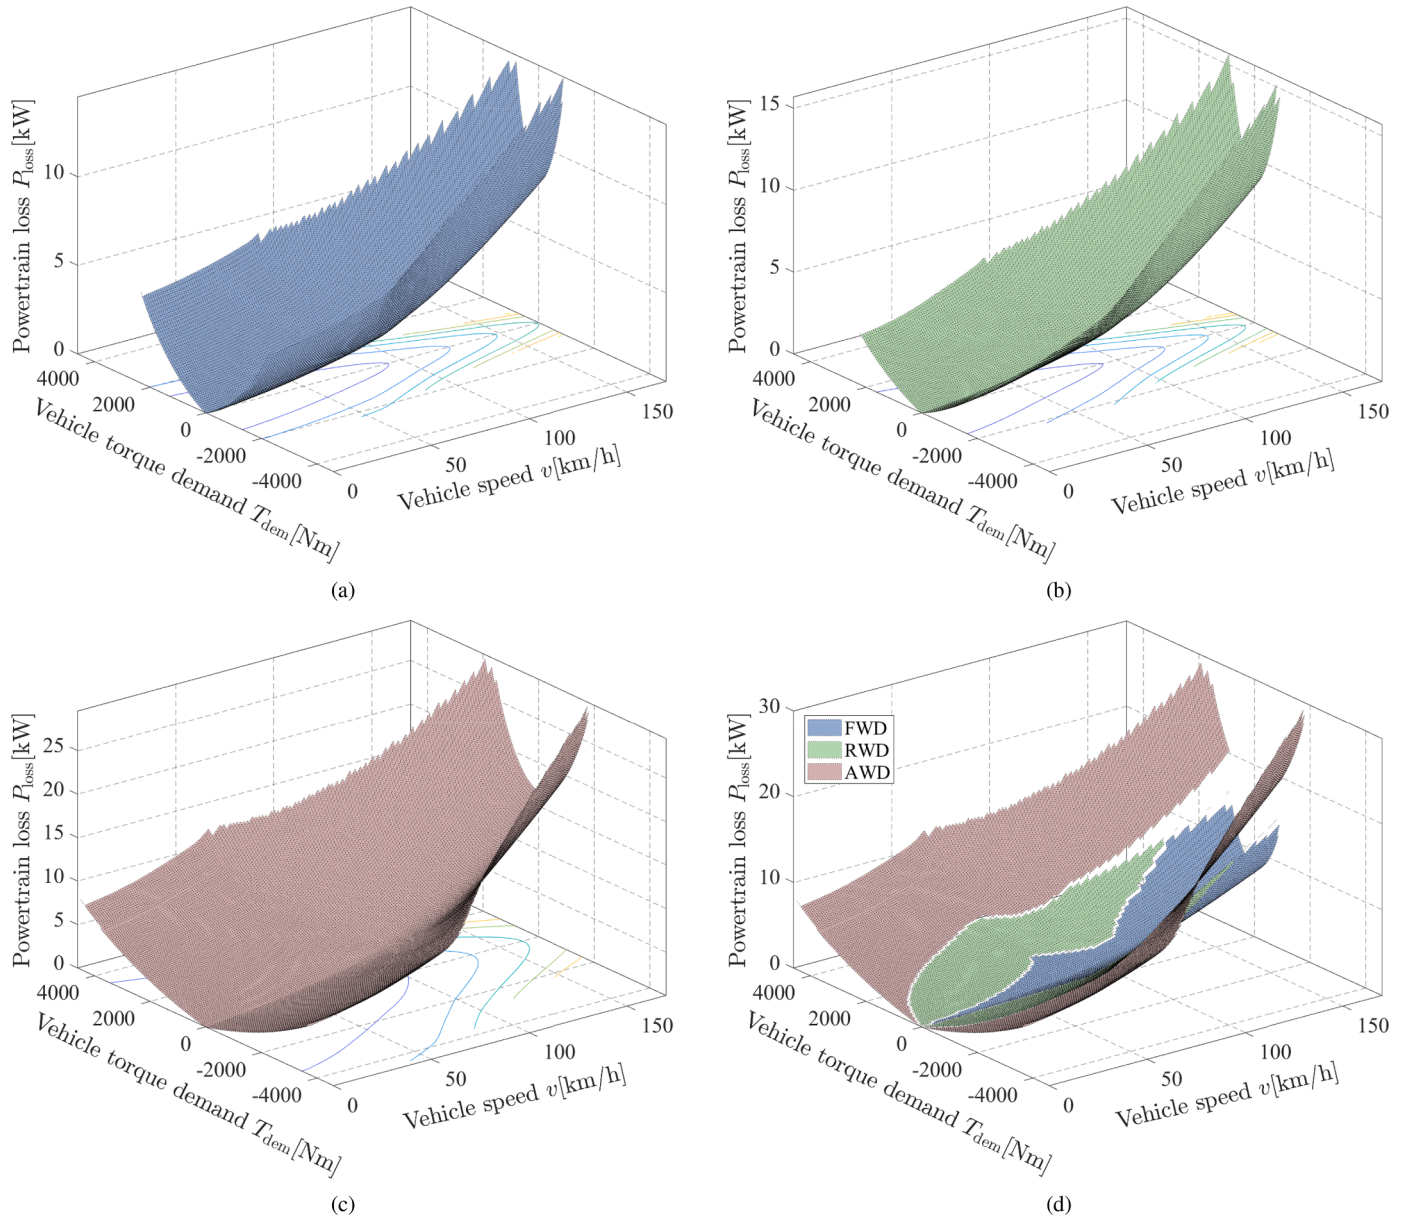 Powertrain loss P_loss[kW]
10
5
0
4000
2000
0
-2000
-4000
Vehicle torque demand T_dem[Nm]
0
50
100
150
Vehicle speed v[km/h]
(a)
Powertrain loss P_loss[kW]
15
10
5
0
4000
2000
0
-2000
-4000
Vehicle torque demand T_dem[Nm]
0
50
100
150
Vehicle speed v[km/h]
(b)
Powertrain loss P_loss[kW]
25
20
15
10
5
0
4000
2000
0
-2000
-4000
Vehicle torque demand T_dem[Nm]
0
50
100
150
Vehicle speed v[km/h]
(c)
Powertrain loss P_loss[kW]
30
20
10
0
FWD
RWD
AWD
4000
2000
0
-2000
-4000
Vehicle torque demand T_dem[Nm]
0
50
100
150
Vehicle speed v[km/h]
(d)